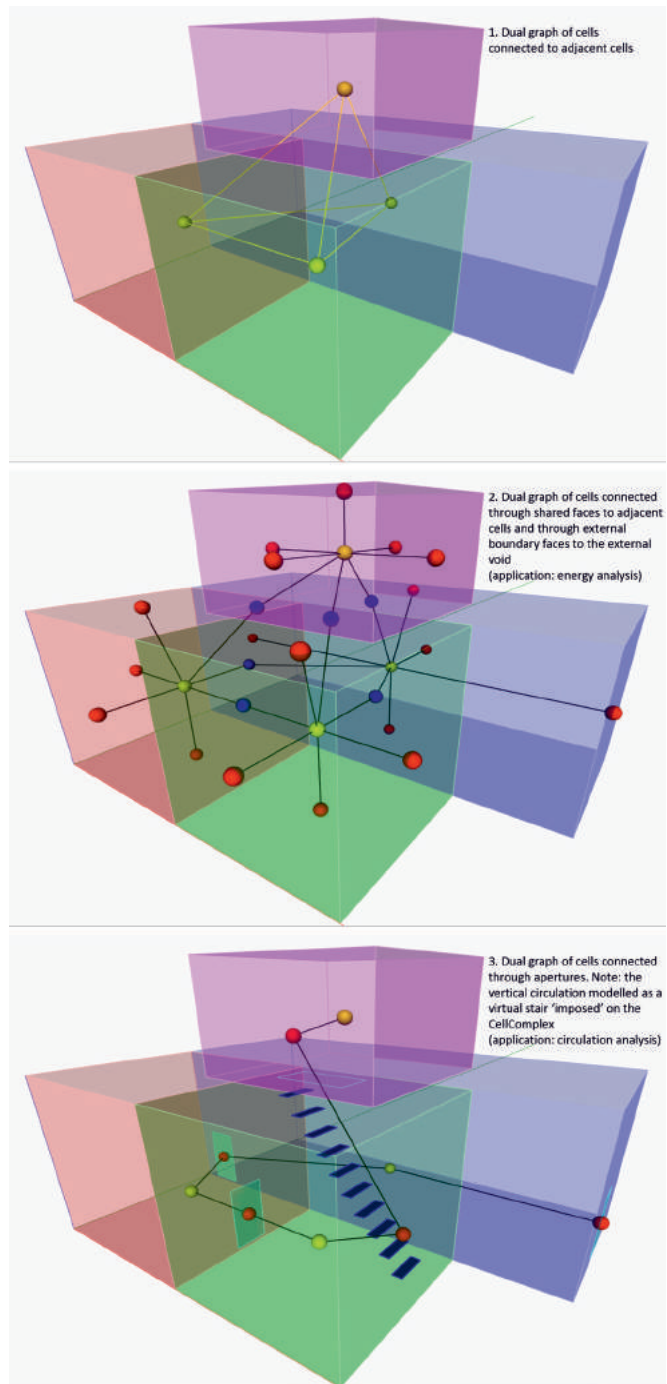 1. Dual graph of cells
connected to adjacent cells
2. Dual graph of cells connected
through shared faces to adjacent
cells and through external
boundary faces to the external
void
(application: energy analysis)
3. Dual graph of cells connected
through apertures. Note: the
vertical circulation modelled as a
virtual stair ‘imposed’ on the
CellComplex
(application: circulation analysis)